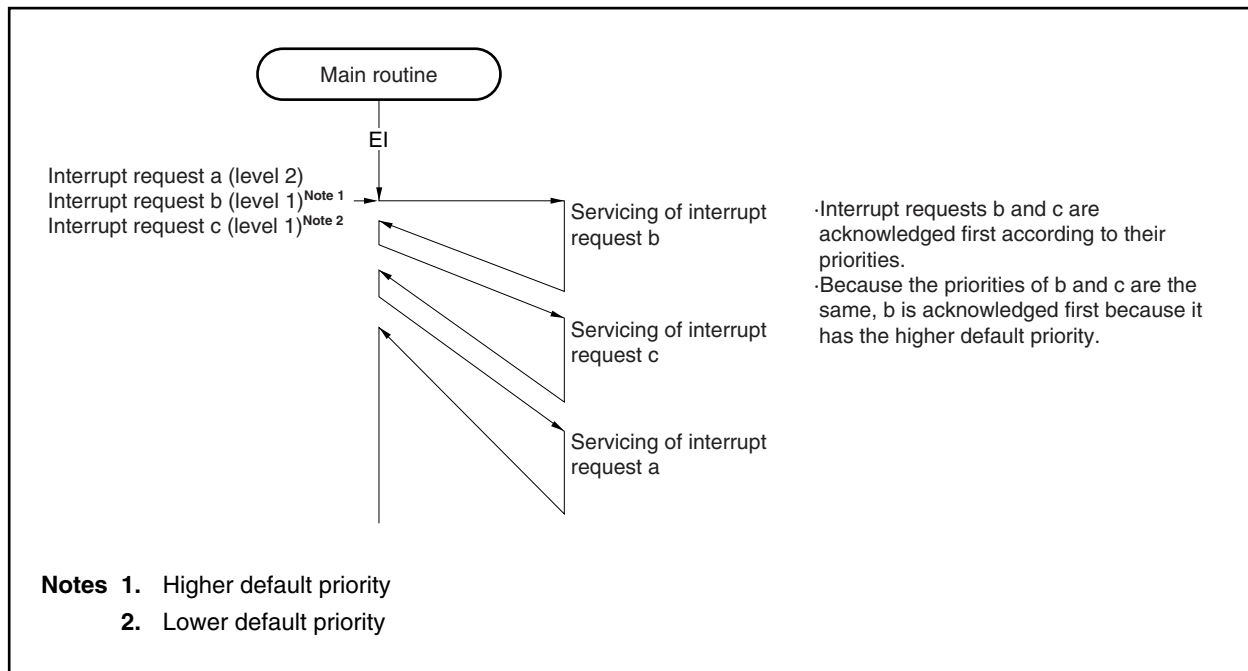 Main routine
EI
Interrupt request a (level 2)
Interrupt request b (level 1)Note 1
Interrupt request c (level 1)Note 2
Servicing of interrupt
request b
·Interrupt requests b and c are
acknowledged first according to their
priorities.
·Because the priorities of b and c are the
same, b is acknowledged first because it
has the higher default priority.
Servicing of interrupt
request c
Servicing of interrupt
request a
Notes 1. Higher default priority
2. Lower default priority